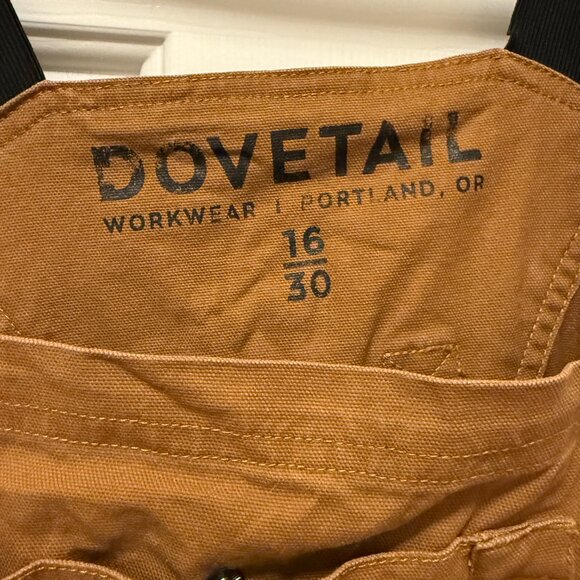 DOVETAIL
WORKWEAR | PORTLAND, OR
16
30